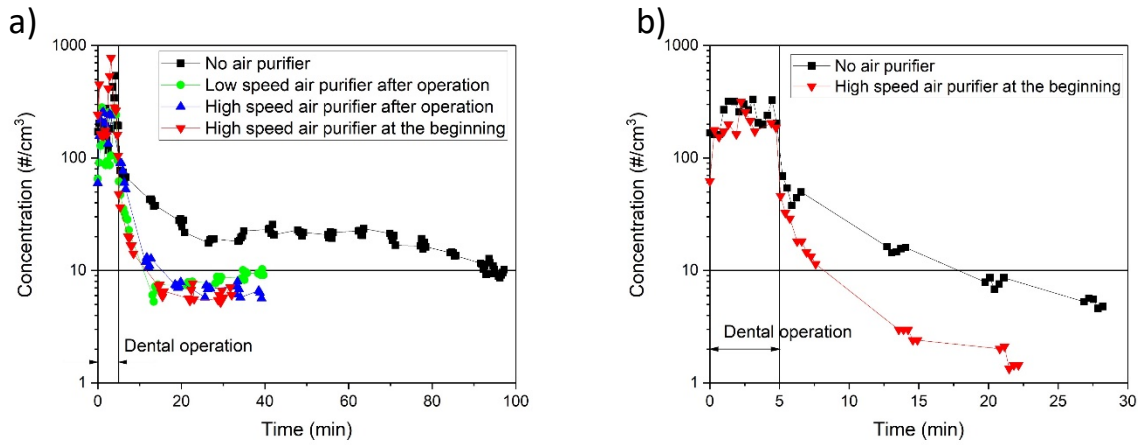 a)
1000
100
10
1
Concentration (#/cm³)
No air purifier
Low speed air purifier after operation
High speed air purifier after operation
High speed air purifier at the beginning
Dental operation
0 20 40 60 80 100
Time (min)
b)
1000
100
10
1
Concentration (#/cm³)
No air purifier
High speed air purifier at the beginning
Dental operation
0 5 10 15 20 25 30
Time (min)